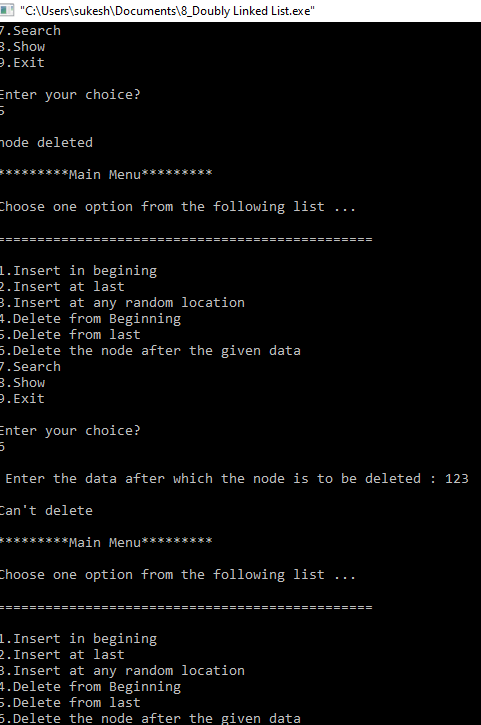 "C:\Users\sukesh\Documents\8_Doubly Linked List.exe"
7.Search
8.Show
9.Exit
Enter your choice?
5
node deleted
*********Main Menu*********
Choose one option from the following list ...
===============================================
1.Insert in begining
2.Insert at last
3.Insert at any random location
4.Delete from Beginning
5.Delete from last
6.Delete the node after the given data
7.Search
8.Show
9.Exit
Enter your choice?
6
Enter the data after which the node is to be deleted : 123
Can't delete
*********Main Menu*********
Choose one option from the following list ...
===============================================
1.Insert in begining
2.Insert at last
3.Insert at any random location
4.Delete from Beginning
5.Delete from last
6.Delete the node after the given data